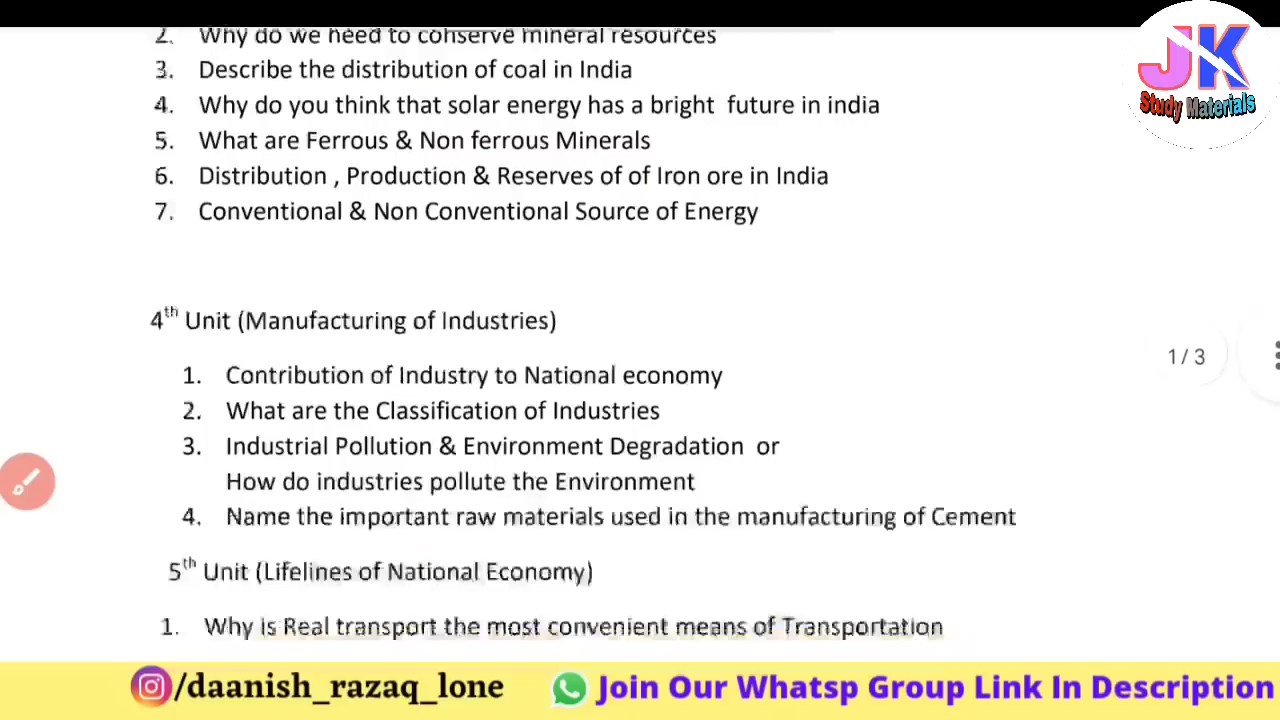 2. Why do we need to conserve mineral resources
3. Describe the distribution of coal in India
4. Why do you think that solar energy has a bright future in india
5. What are Ferrous & Non ferrous Minerals
6. Distribution , Production & Reserves of of Iron ore in India
7. Conventional & Non Conventional Source of Energy
4th Unit (Manufacturing of Industries)
1. Contribution of Industry to National economy
2. What are the Classification of Industries
3. Industrial Pollution & Environment Degradation or
How do industries pollute the Environment
4. Name the important raw materials used in the manufacturing of Cement
5th Unit (Lifelines of National Economy)
1. Why is Real transport the most convenient means of Transportation
JK
Study Materials
1 / 3
/daanish_razaq_lone
Join Our Whatsp Group Link In Description